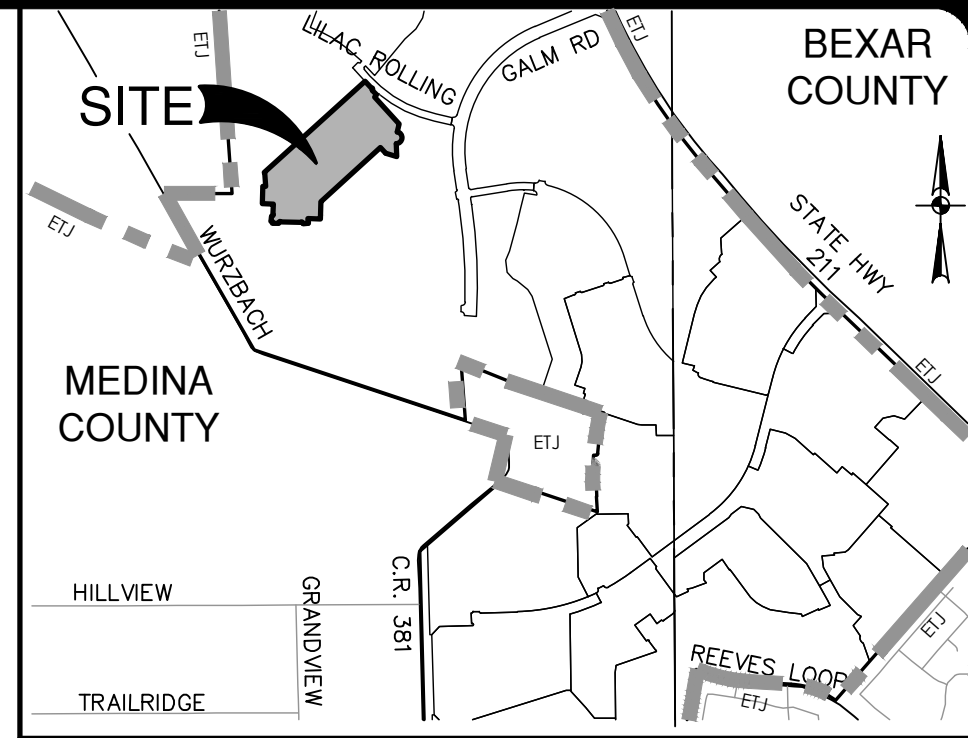 LILAC ROLLING
GALM RD
ETJ
ETJ
BEXAR
COUNTY
SITE
STATE HWY
211
ETJ
WURZBACH
MEDINA
COUNTY
ETJ
ETJ
C.R. 381
HILLVIEW
GRANDVIEW
TRAILRIDGE
REEVES LOOP
ETJ
ETJ